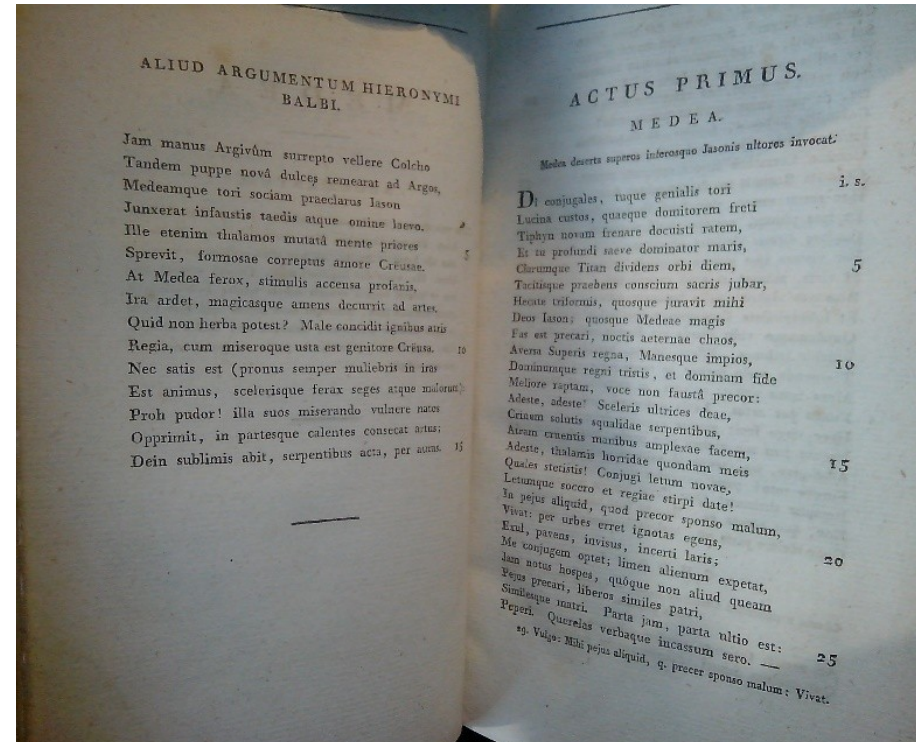 ALIUD ARGUMENTUM HIERONYMI
BALBI.
Jam manus Argivûm surrepto vellere Colcho
Tandem puppe novâ dulces remearat ad Argos,
Medeamque tori sociam praeclarus Iason
Junxerat infaustis taedis atque omine laevo.
Ille etenim thalamos mutatâ mente priores
Sprevit, formosae correptus amore Crëusae. 5
At Medea ferox, stimulis accensa profanis,
Ira ardet, magicasque amens decurrit ad artes.
Quid non herba potest? Male concidit ignibus atris
Regia, cum miseroque usta est genitore Crëusa. 10
Nec satis est (pronus semper muliebris in iras
Est animus, scelerisque ferax seges atque malorum)
Proh pudor! illa suos miserando vulnere natos
Opprimit, in partesque calentes consecat artus;
Dein sublimis abit, serpentibus acta, per auras. 15
ACTUS PRIMUS.
MEDEA.
Medea deserta superos inferosque Jasonis ultores invocat.
Dî conjugales, tuque genialis tori i. s.
Lucina custos, quaeque domitorem freti
Tiphyn novam frenare docuisti ratem,
Et tu profundi saeve dominator maris,
Clarumque Titan dividens orbi diem, 5
Tacitisque praebens conscium sacris jubar,
Hecate triformis, quosque juravit mihi
Deos Iason; quosque Medeae magis
Fas est precari, noctis aeternae chaos,
Aversa Superis regna, Manesque impios, 10
Dominumque regni tristis, et dominam fide
Meliore raptam, voce non faustâ precor:
Adeste, adeste! Sceleris ultrices deae,
Crinem solutis squalidae serpentibus,
Atram cruentis manibus amplexae facem, 15
Adeste, thalamis horridae quondam meis
Quales stetistis! Conjugi letum novae,
Letumque socero et regiae stirpi date!
In pejus aliquid, quod precor sponso malum,
Vivat: per urbes erret ignotas egens, 20
Exul, pavens, invisus, incerti laris;
Me conjugem optet; limen alienum expetat,
Jam notus hospes, quôque non aliud queam
Pejus precari, liberos similes patri,
Similesque matri. Parta jam, parta ultio est: 25
Peperi. Querelas verbaque incassum sero. —
19. Vulgo: Mihi pejus aliquid, q. precer sponso malum: Vivat.